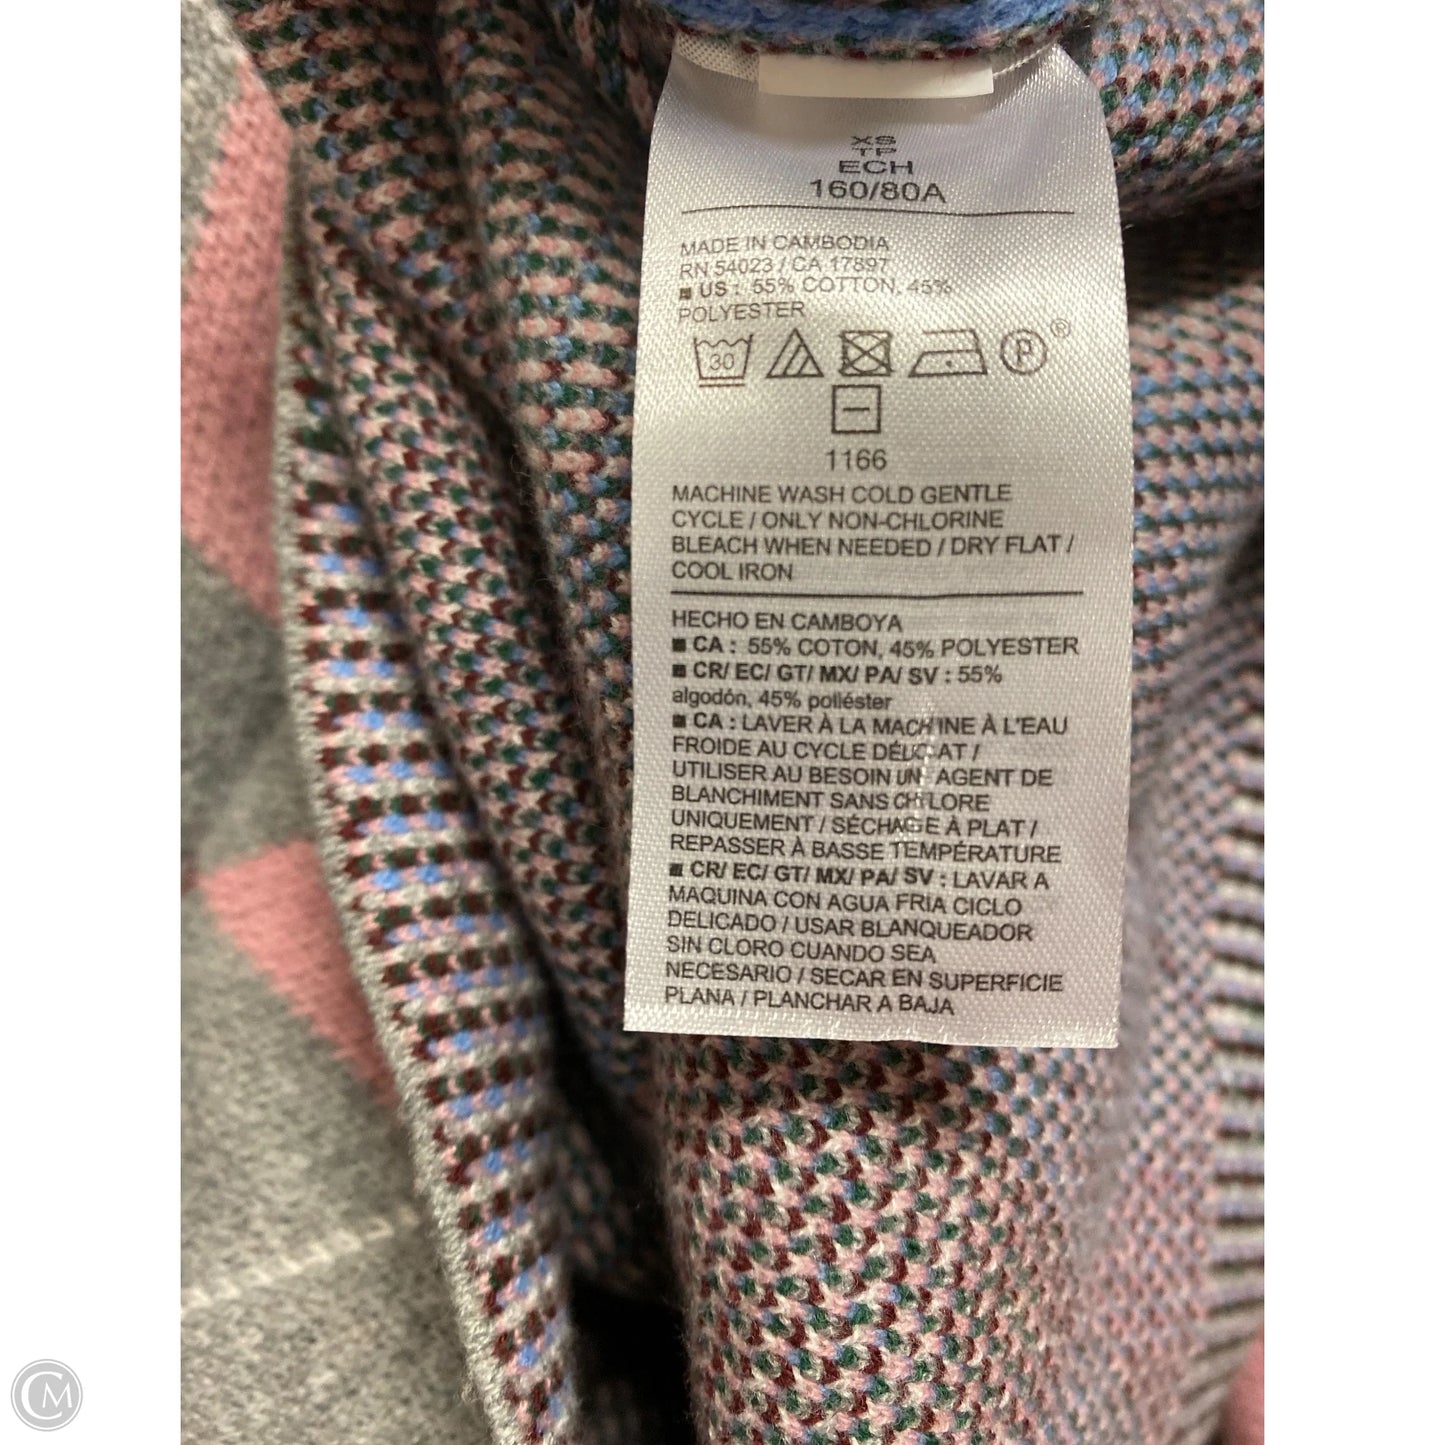 XS
TP
ECH
160/80A
MADE IN CAMBODIA
RN 54023 / CA 17897
■ US : 55% COTTON, 45%
POLYESTER
30 P ®
1166
MACHINE WASH COLD GENTLE
CYCLE / ONLY NON-CHLORINE
BLEACH WHEN NEEDED / DRY FLAT /
COOL IRON
HECHO EN CAMBOYA
■ CA : 55% COTON, 45% POLYESTER
■ CR/ EC/ GT/ MX/ PA/ SV : 55%
algodón, 45% poliéster
■ CA : LAVER À LA MACHINE À L'EAU
FROIDE AU CYCLE DÉLICAT /
UTILISER AU BESOIN UN AGENT DE
BLANCHIMENT SANS CHLORE
UNIQUEMENT / SÉCHAGE À PLAT /
REPASSER À BASSE TEMPÉRATURE
■ CR/ EC/ GT/ MX/ PA/ SV : LAVAR A
MAQUINA CON AGUA FRIA CICLO
DELICADO / USAR BLANQUEADOR
SIN CLORO CUANDO SEA
NECESARIO / SECAR EN SUPERFICIE
PLANA / PLANCHAR A BAJA
CM